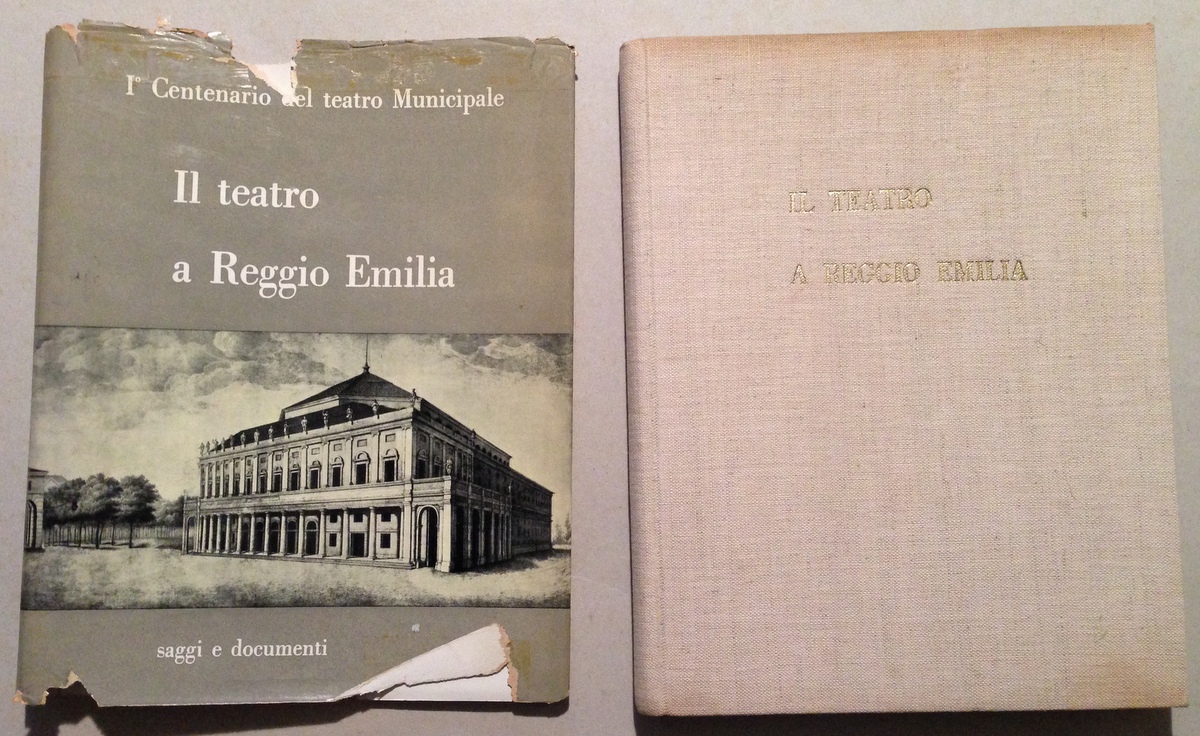 I° Centenario del teatro Municipale
Il teatro
a Reggio Emilia
saggi e documenti
IL TEATRO
A REGGIO EMILIA